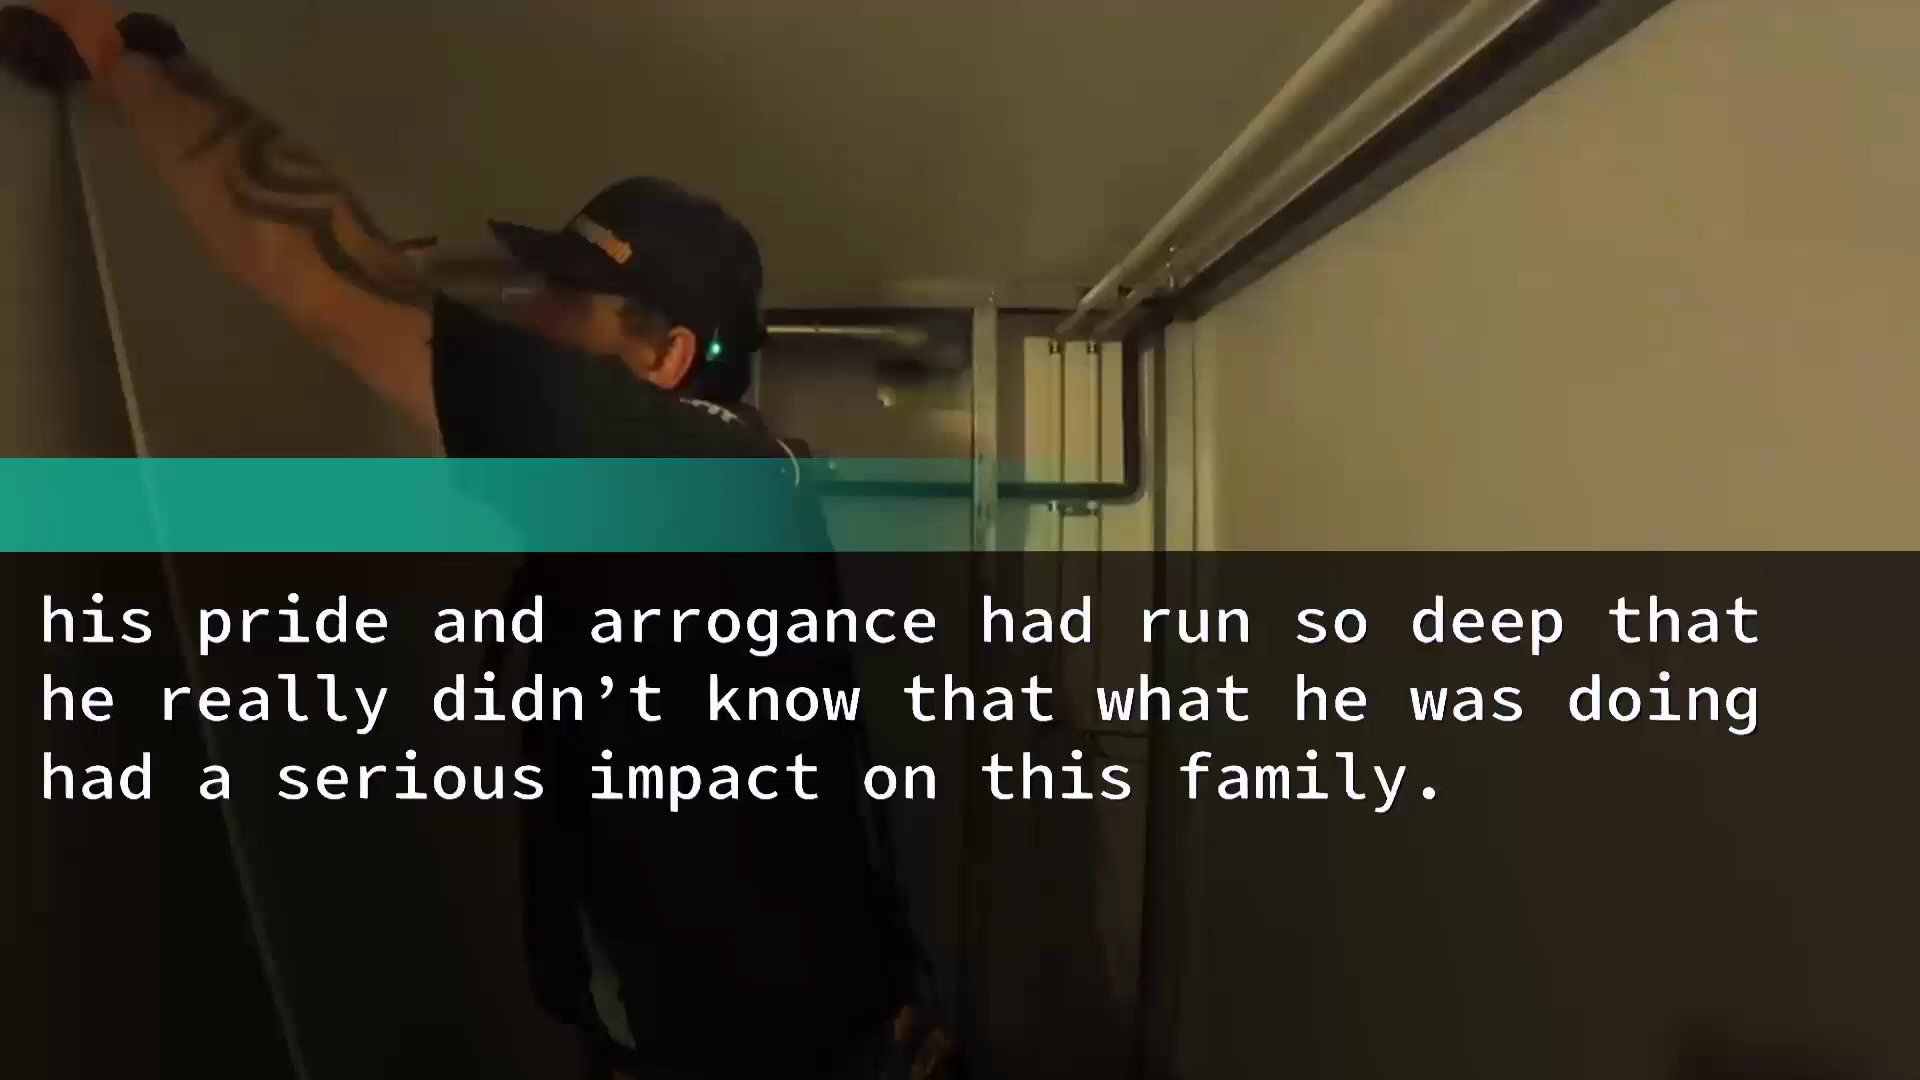 his pride and arrogance had run so deep that
he really didn’t know that what he was doing
had a serious impact on this family.